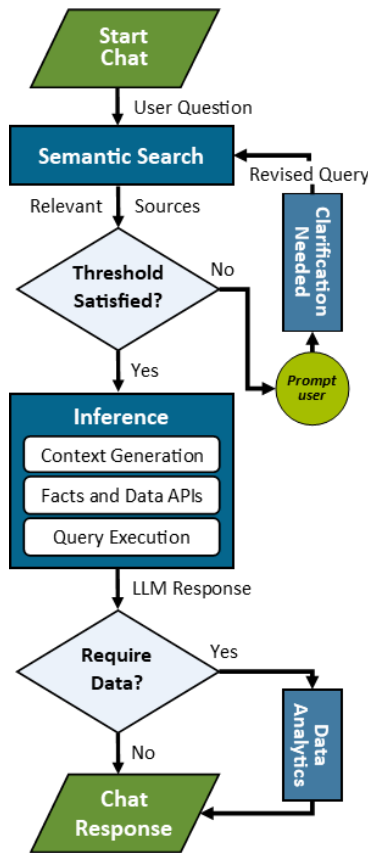 Start
Chat
User Question
Semantic Search
Revised Query
Relevant Sources
Clarification
Needed
Threshold
Satisfied?
No
Yes
Prompt
user
Inference
Context Generation
Facts and Data APIs
Query Execution
LLM Response
Require
Data?
Yes
Data
Analytics
No
Chat
Response